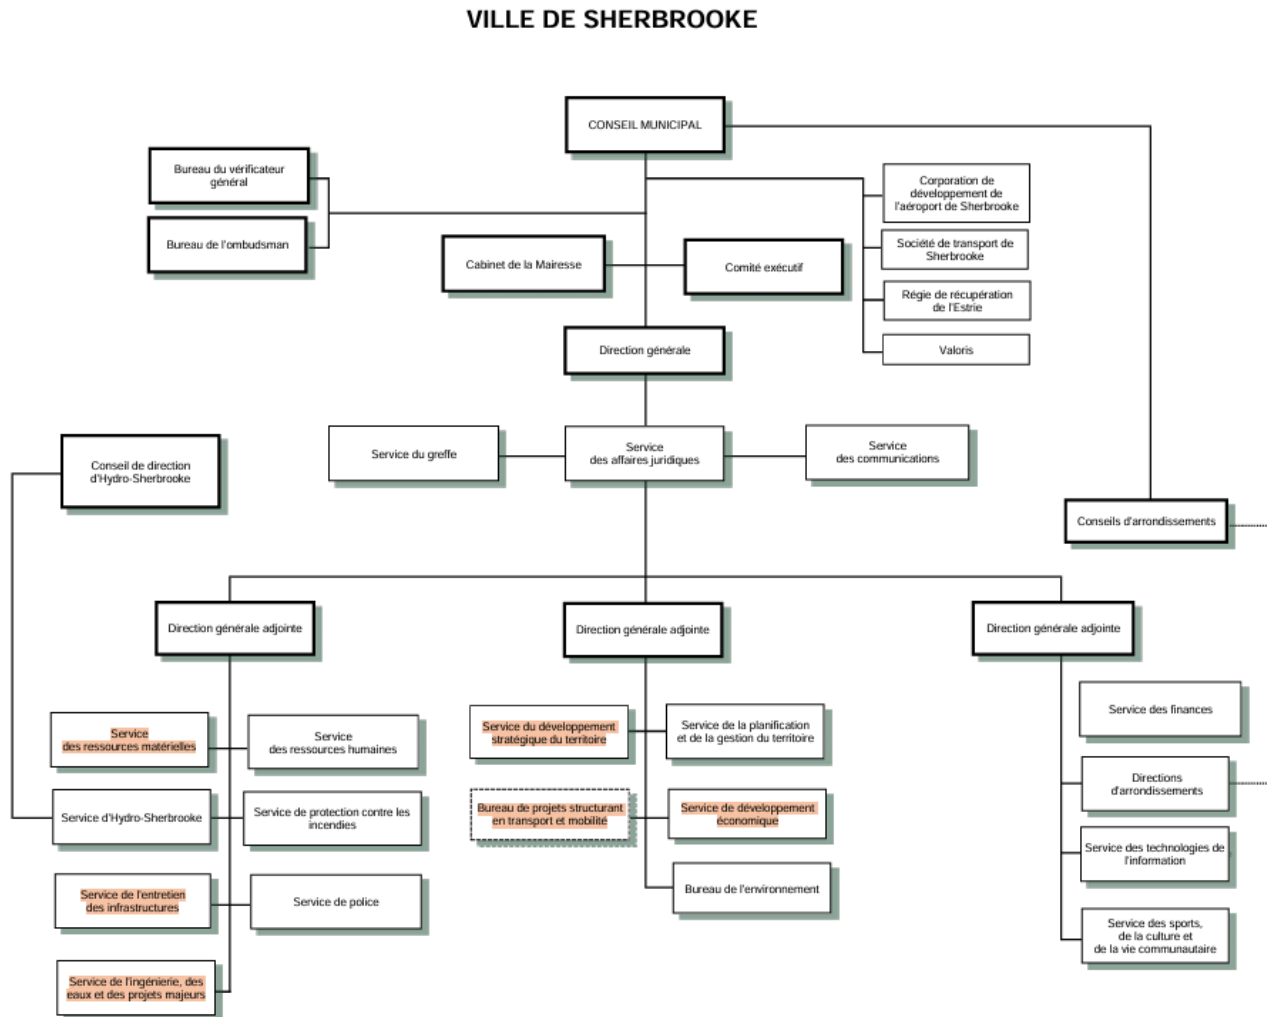 VILLE DE SHERBROOKE
CONSEIL MUNICIPAL
Bureau du vérificateur
général
Bureau de l'ombudsman
Corporation de
développement de
l'aéroport de Sherbrooke
Société de transport de
Sherbrooke
Régie de récupération
de l'Estrie
Valoris
Cabinet de la Mairesse
Comité exécutif
Direction générale
Service du greffe
Service
des affaires juridiques
Service
des communications
Conseil de direction
d'Hydro-Sherbrooke
Conseils d'arrondissements
Direction générale adjointe
Direction générale adjointe
Direction générale adjointe
Service
des ressources matérielles
Service
des ressources humaines
Service d'Hydro-Sherbrooke
Service de protection contre les
incendies
Service de l'entretien
des infrastructures
Service de police
Service de l'ingénierie, des
eaux et des projets majeurs
Service du développement
stratégique du territoire
Service de la planification
et de la gestion du territoire
Bureau de projets structurant
en transport et mobilité
Service de développement
économique
Bureau de l'environnement
Service des finances
Directions
d'arrondissements
Service des technologies de
l'information
Service des sports,
de la culture et
de la vie communautaire